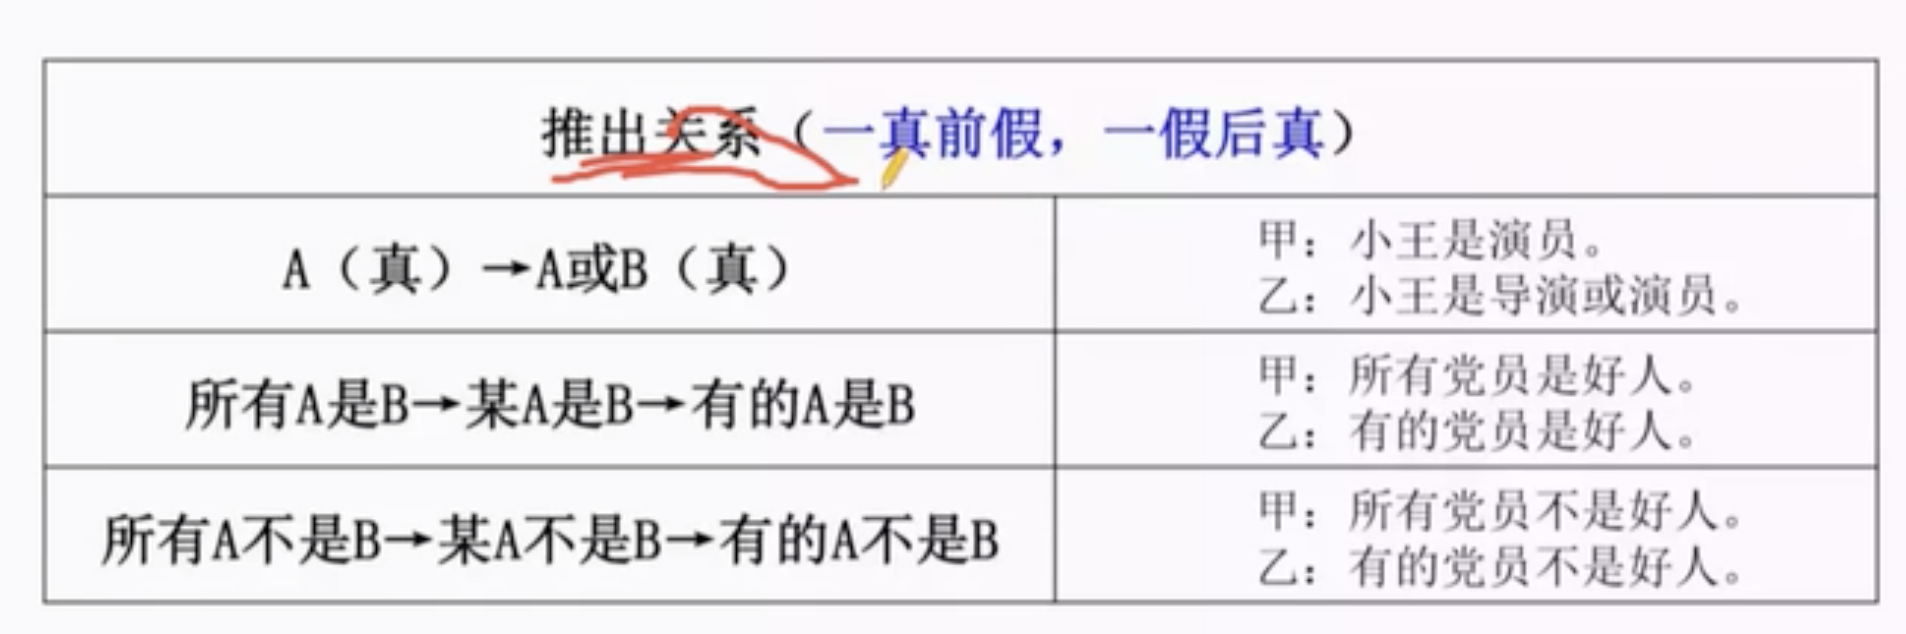 推出关系（一真前假，一假后真）
A（真）→A或B（真）
甲：小王是演员。
乙：小王是导演或演员。
所有A是B→某A是B→有的A是B
甲：所有党员是好人。
乙：有的党员是好人。
所有A不是B→某A不是B→有的A不是B
甲：所有党员不是好人。
乙：有的党员不是好人。